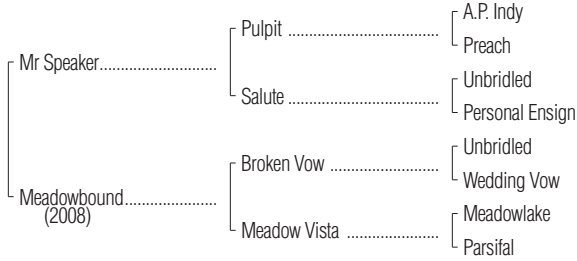 A.P. Indy
Pulpit
Preach
Mr Speaker
Unbridled
Salute
Personal Ensign
Unbridled
Broken Vow
Wedding Vow
Meadowbound
(2008)
Meadowlake
Meadow Vista
Parsifal